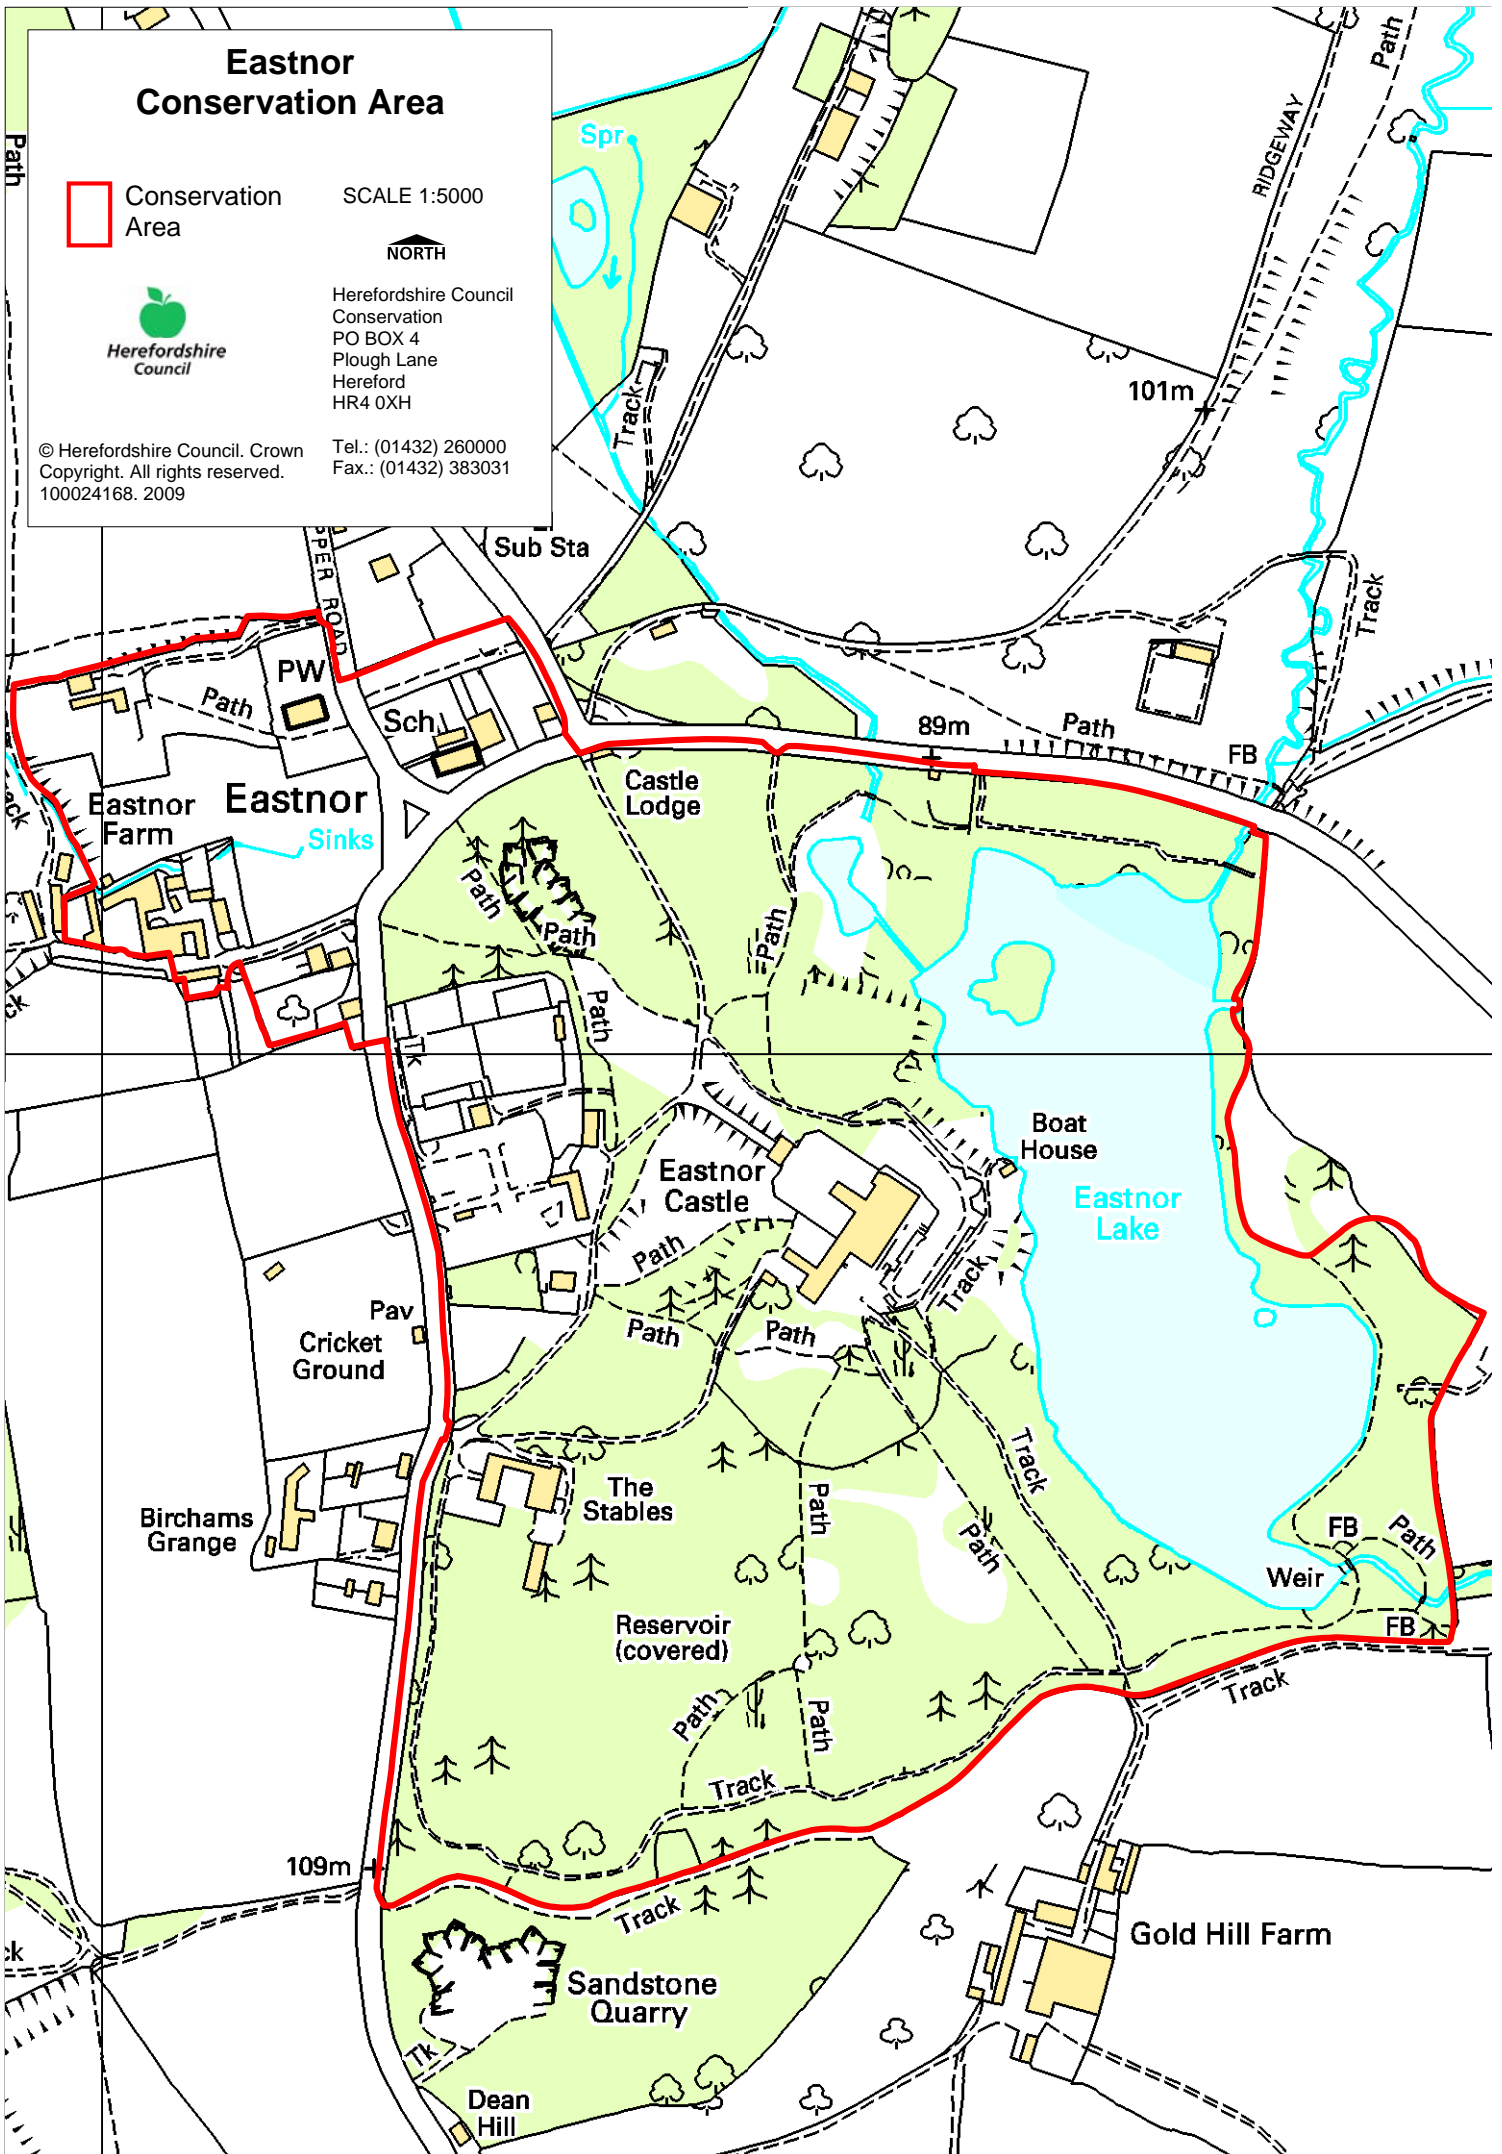 Eastnor
Conservation Area
Conservation
Area
SCALE 1:5000
NORTH
Herefordshire
Council
Herefordshire Council
Conservation
PO BOX 4
Plough Lane
Hereford
HR4 0XH
Tel.: (01432) 260000
Fax.: (01432) 383031
© Herefordshire Council. Crown
Copyright. All rights reserved.
100024168. 2009
Path
Spr
Path
RIDGEWAY
Track
101m
Sub Sta
PPER ROAD
Track
PW
Path
Sch
89m
Path
FB
Castle
Lodge
Eastnor
Farm
Eastnor
Sinks
Path
Path
Path
Path
Tk
Boat
House
Eastnor
Castle
Eastnor
Lake
Path
Track
Pav
Cricket
Ground
Path
Path
Track
The
Stables
Path
Path
Birchams
Grange
FB
Path
Weir
FB
Reservoir
(covered)
Path
Path
Track
Track
109m
Track
Gold Hill Farm
Sandstone
Quarry
Tk
Dean
Hill